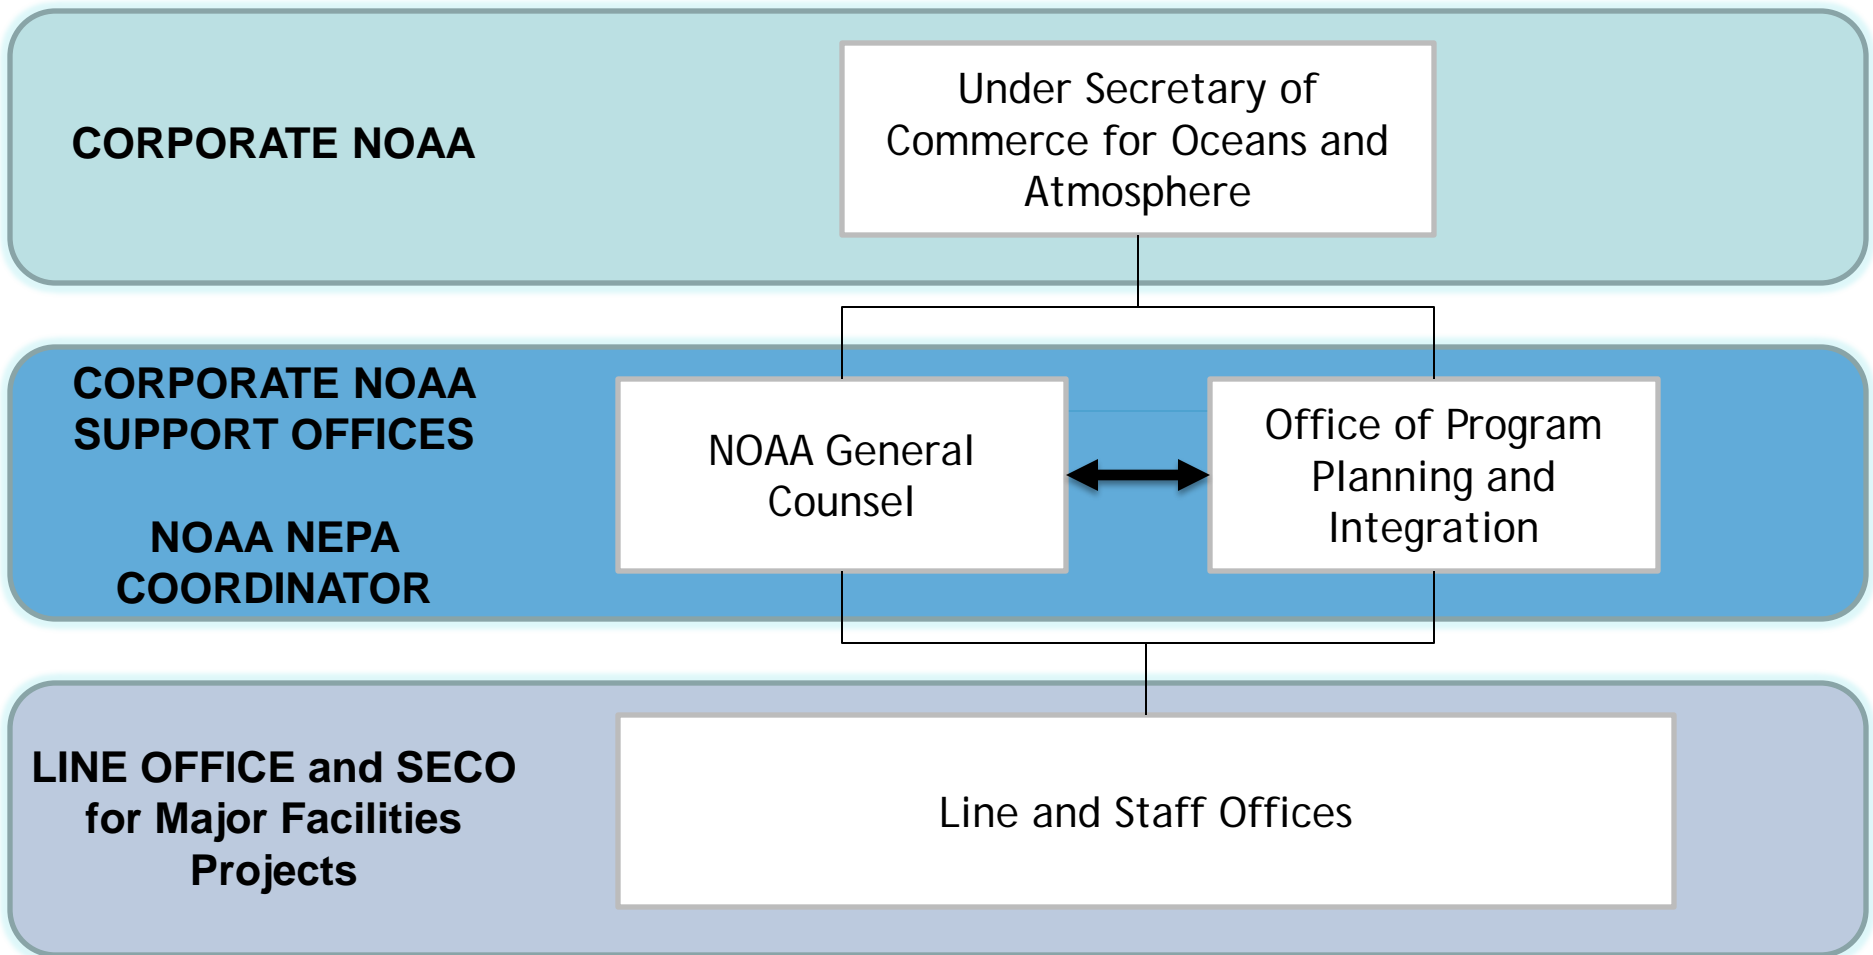 CORPORATE NOAA
Under Secretary of
Commerce for Oceans and
Atmosphere
CORPORATE NOAA
SUPPORT OFFICES
NOAA NEPA
COORDINATOR
NOAA General
Counsel
Office of Program
Planning and
Integration
LINE OFFICE and SECO
for Major Facilities
Projects
Line and Staff Offices